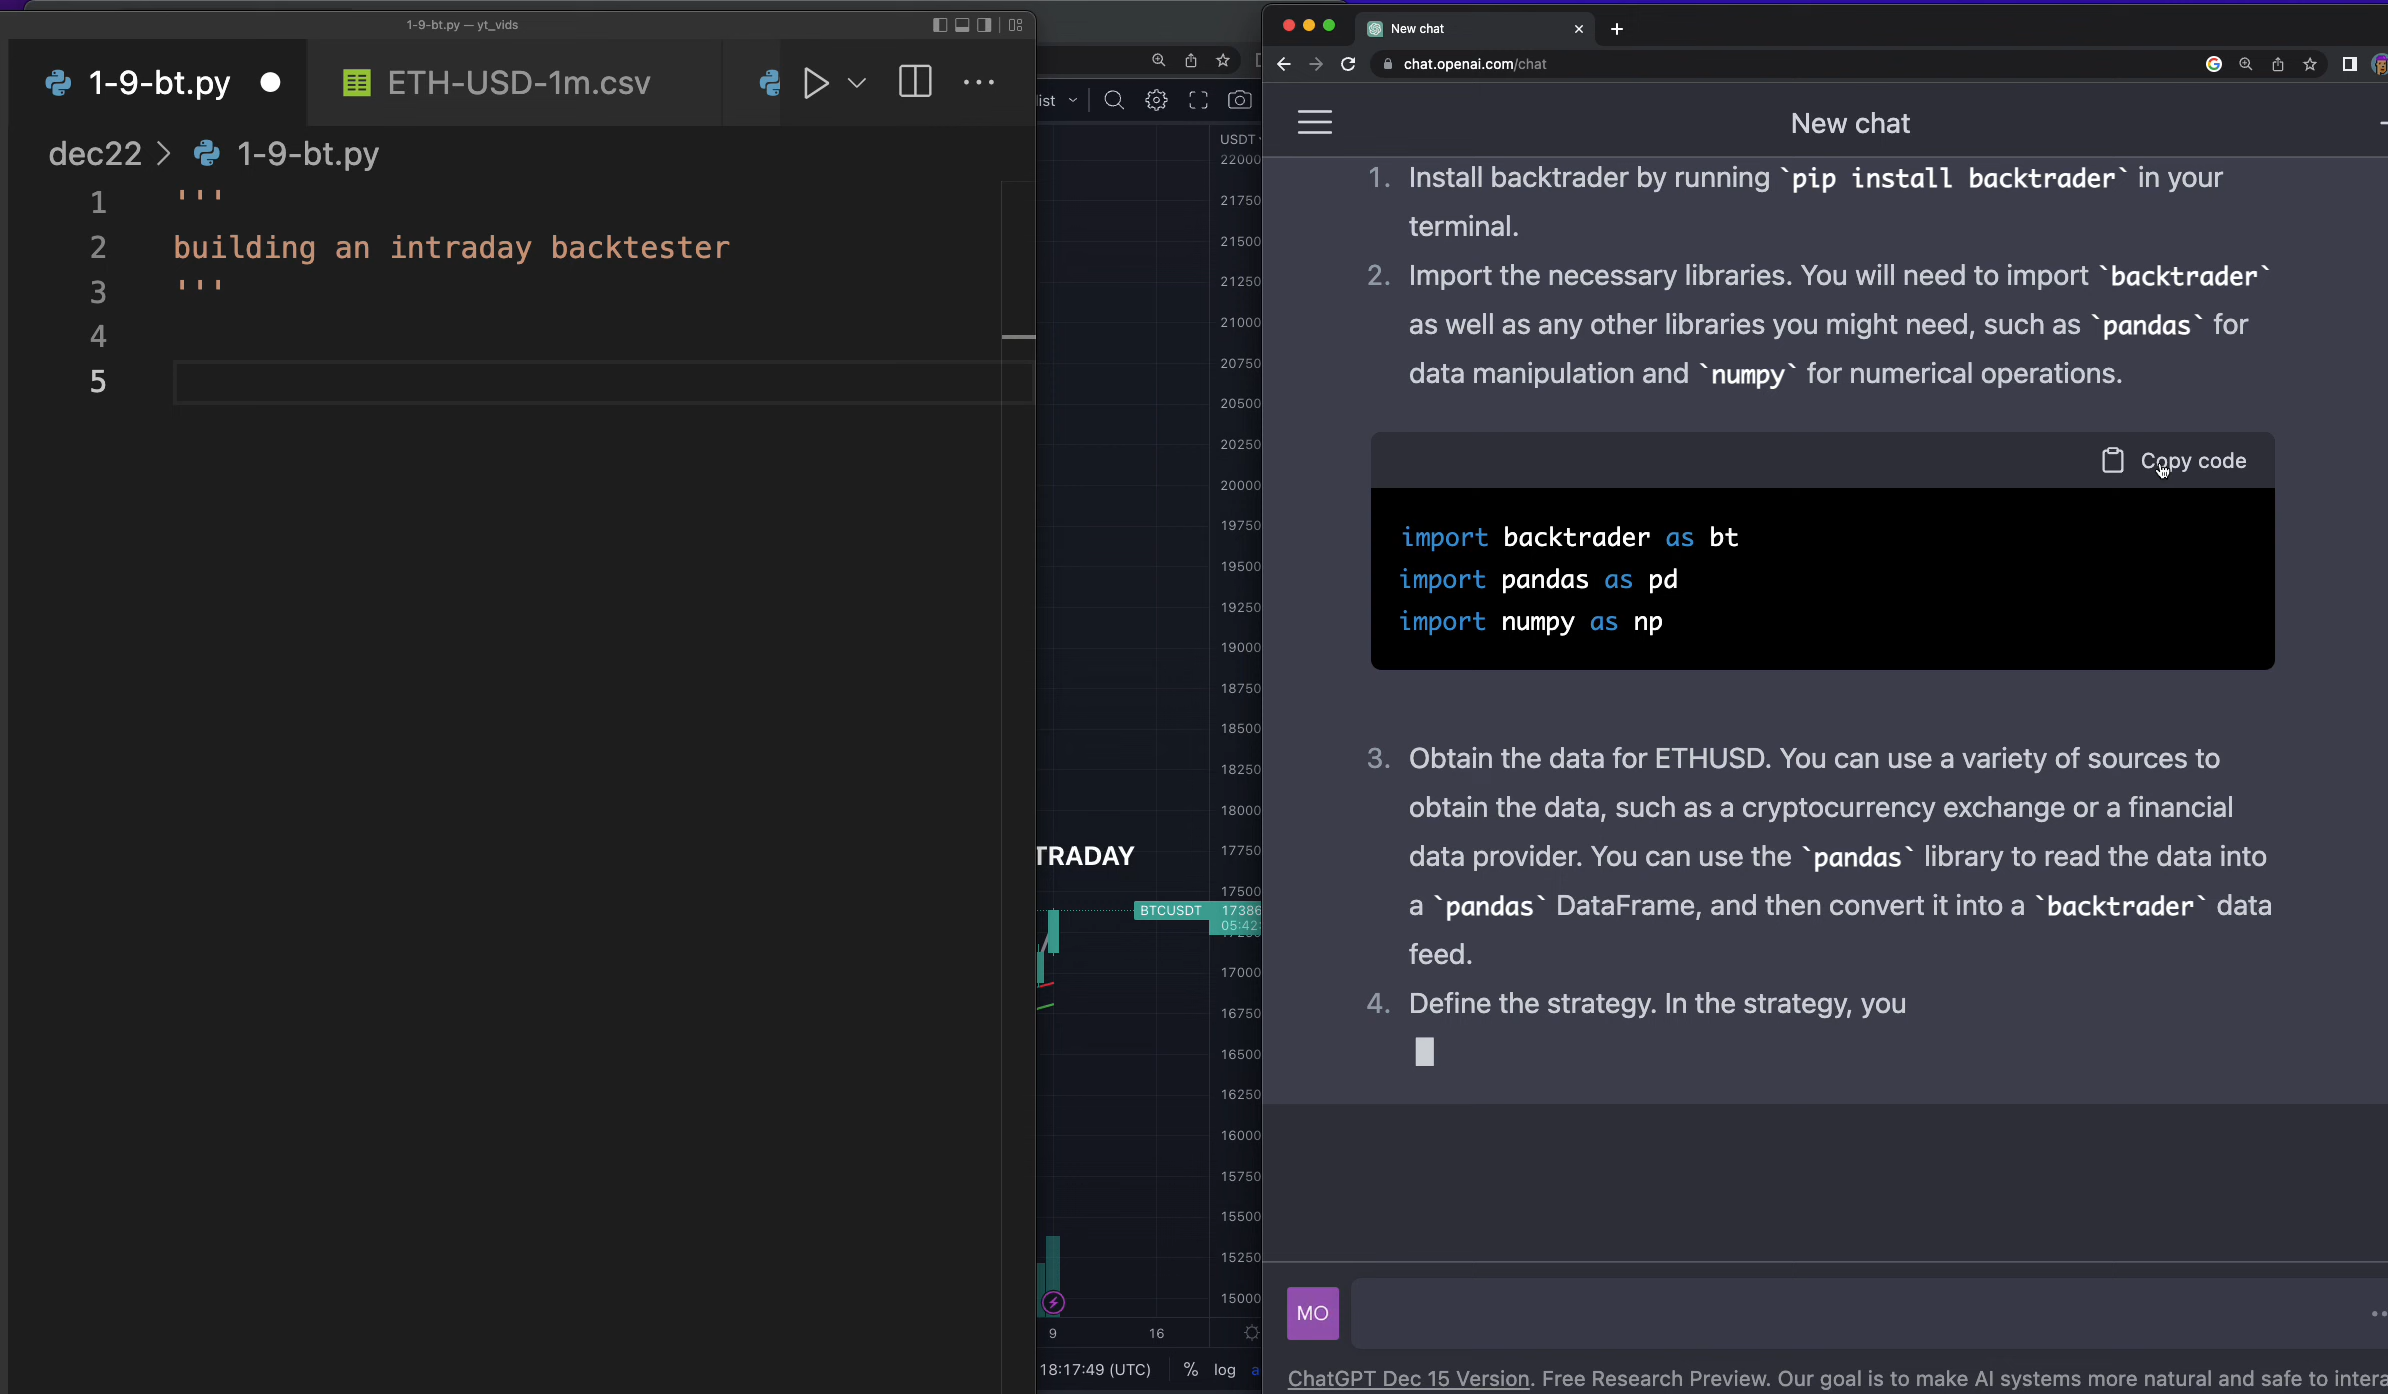 1-9-bt.py — yt_vids
1-9-bt.py
ETH-USD-1m.csv
dec22 > 1-9-bt.py
1 '''
2 building an intraday backtester
3 '''
4
5
list
USDT
22000
21750
21500
21250
21000
20750
20500
20250
20000
19750
19500
19250
19000
18750
18500
18250
18000
17750
TRADAY
17500
BTCUSDT 17386
05:42
17000
16750
16500
16250
16000
15750
15500
15250
15000
9 16
18:17:49 (UTC) % log a
New chat
chat.openai.com/chat
New chat
1. Install backtrader by running `pip install backtrader` in your
terminal.
2. Import the necessary libraries. You will need to import `backtrader`
as well as any other libraries you might need, such as `pandas` for
data manipulation and `numpy` for numerical operations.
Copy code
import backtrader as bt
import pandas as pd
import numpy as np
3. Obtain the data for ETHUSD. You can use a variety of sources to
obtain the data, such as a cryptocurrency exchange or a financial
data provider. You can use the `pandas` library to read the data into
a `pandas` DataFrame, and then convert it into a `backtrader` data
feed.
4. Define the strategy. In the strategy, you
MO
ChatGPT Dec 15 Version. Free Research Preview. Our goal is to make AI systems more natural and safe to intera